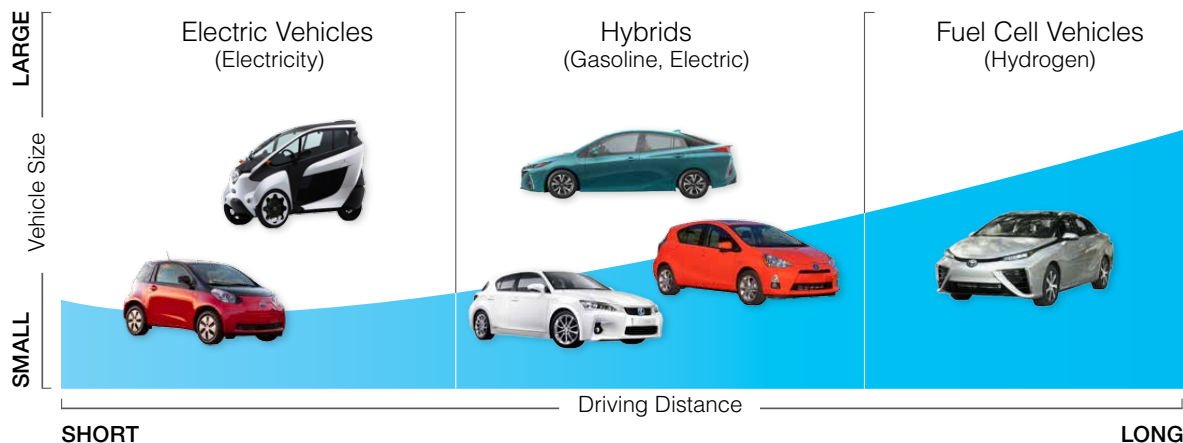 LARGE
Vehicle Size
SMALL
Electric Vehicles
(Electricity)
Hybrids
(Gasoline, Electric)
Fuel Cell Vehicles
(Hydrogen)
Driving Distance
SHORT
LONG